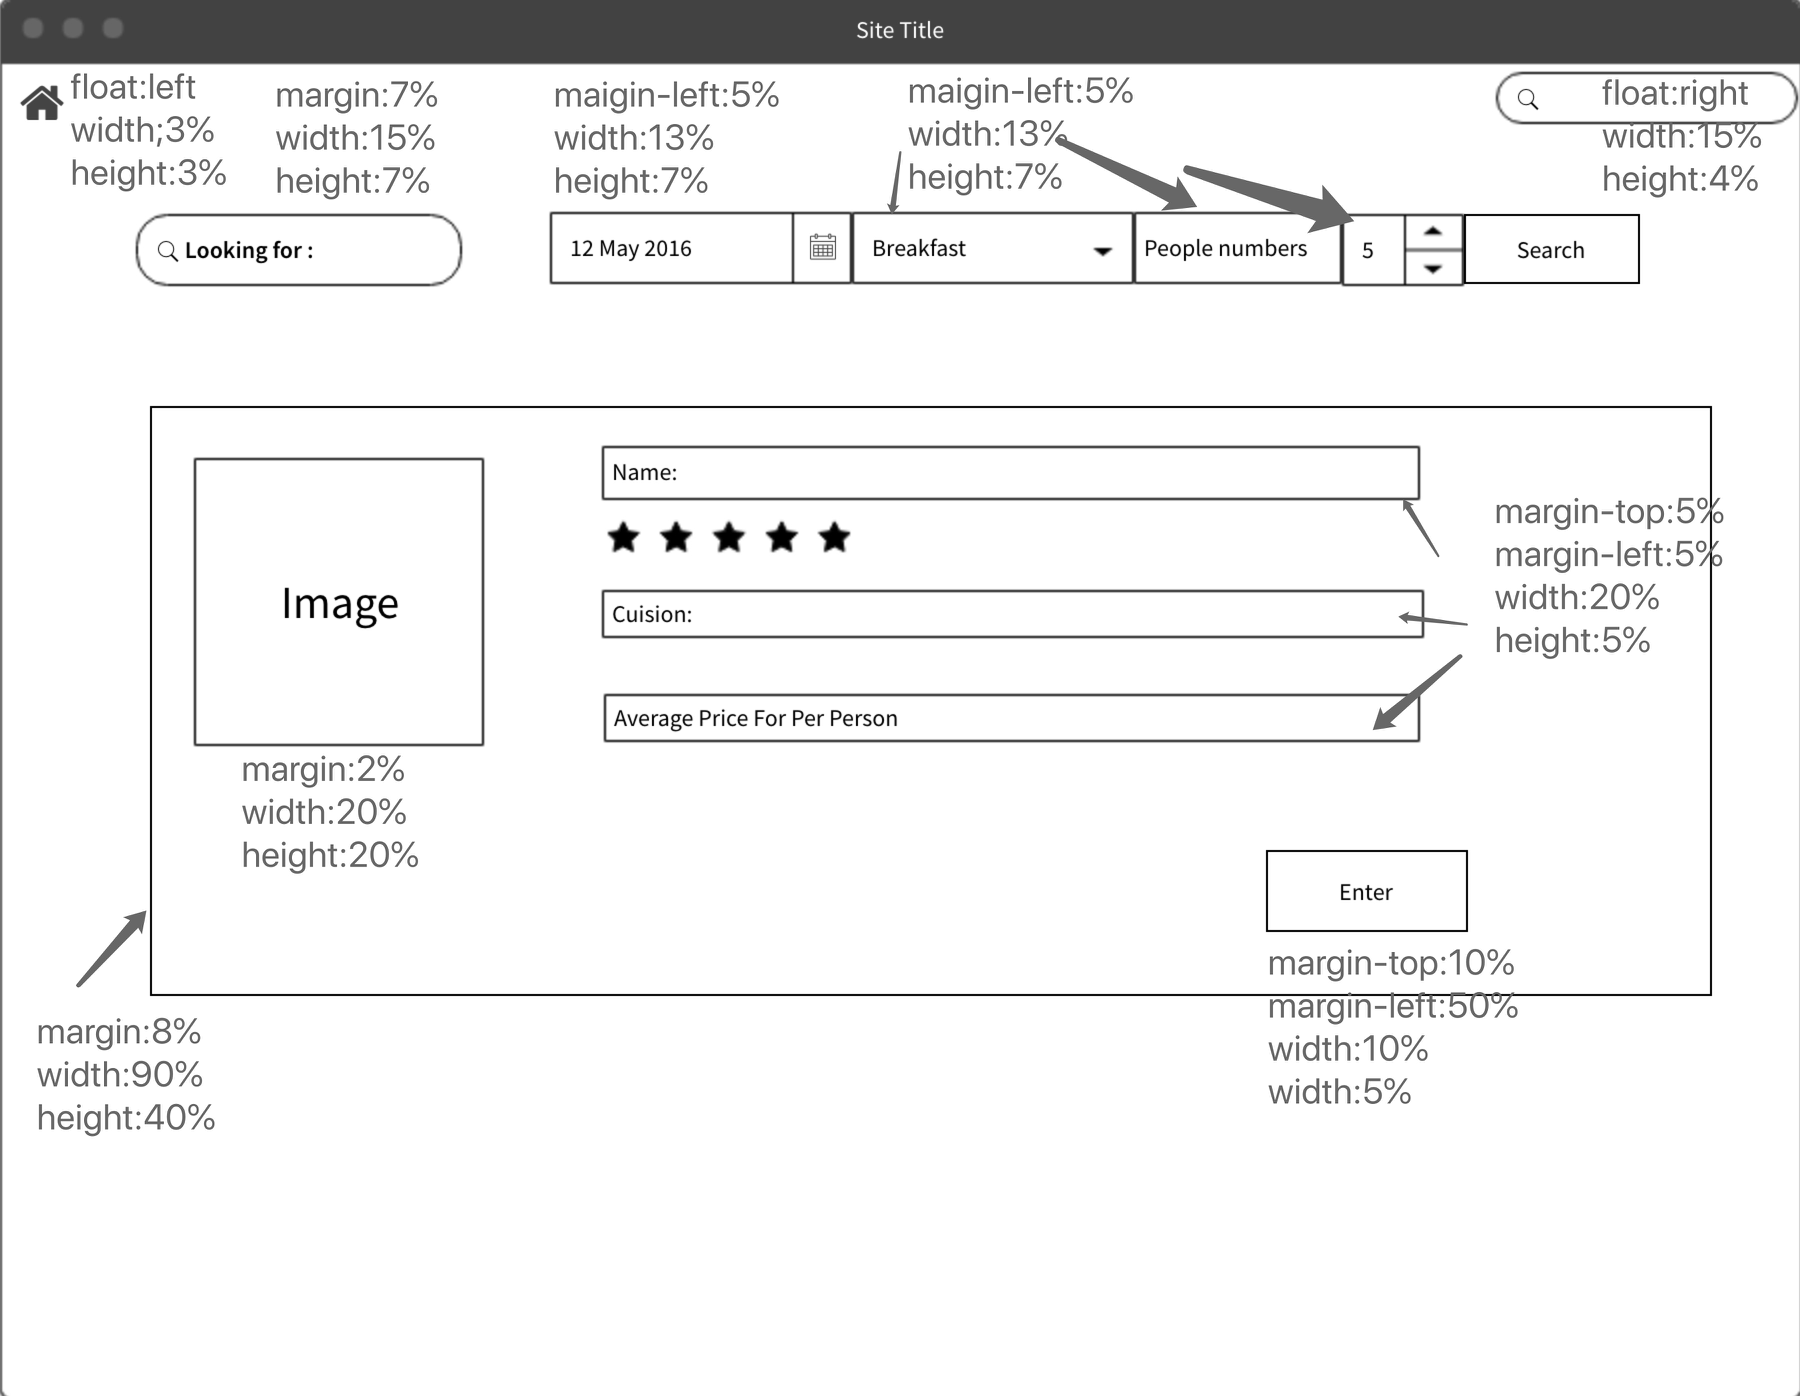 Site Title
float:left
width;3%
height:3%
margin:7%
width:15%
height:7%
maigin-left:5%
width:13%
height:7%
maigin-left:5%
width:13%
height:7%
float:right
width:15%
height:4%
Looking for :
12 May 2016
Breakfast
People numbers
5
Search
Name:
Image
Cuision:
Average Price For Per Person
margin-top:5%
margin-left:5%
width:20%
height:5%
margin:2%
width:20%
height:20%
Enter
margin-top:10%
margin-left:50%
width:10%
width:5%
margin:8%
width:90%
height:40%